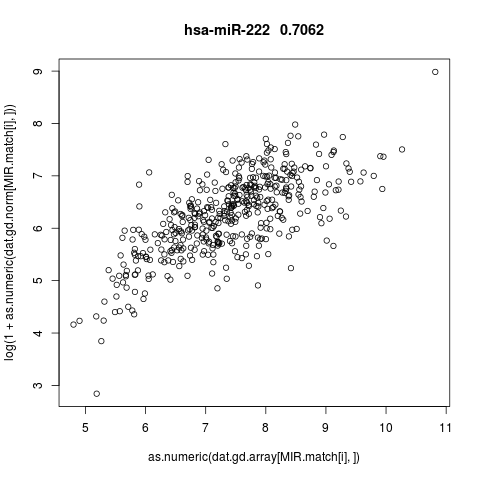 hsa-miR-222 0.7062
log(1 + as.numeric(dat.gd.norm[MIR.match[i], ]))
9
8
7
6
5
4
3
5 6 7 8 9 10 11
as.numeric(dat.gd.array[MIR.match[i], ])